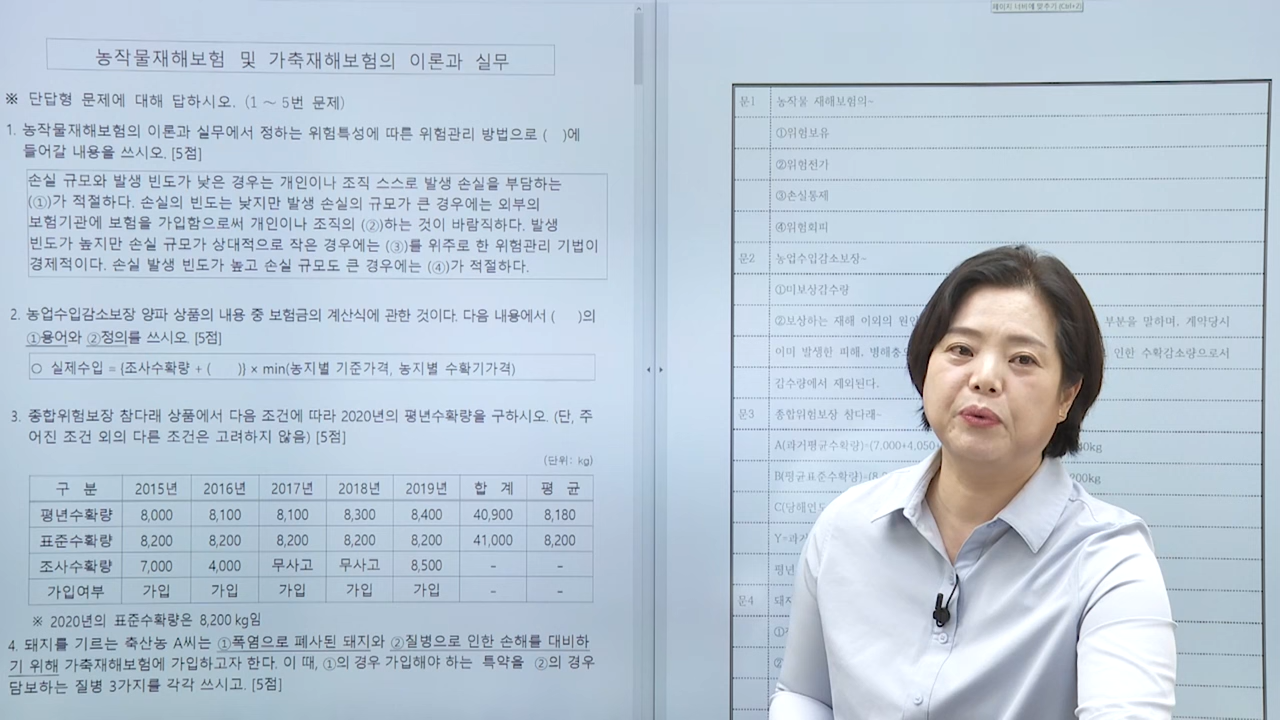 페이지 너비에 맞추기 (Ctrl+2)
농작물재해보험 및 가축재해보험의 이론과 실무
※ 단답형 문제에 대해 답하시오. (1 ~ 5번 문제)
1. 농작물재해보험의 이론과 실무에서 정하는 위험특성에 따른 위험관리 방법으로 (    )에
들어갈 내용을 쓰시오. [5점]
손실 규모와 발생 빈도가 낮은 경우는 개인이나 조직 스스로 발생 손실을 부담하는
(①)가 적절하다. 손실의 빈도는 낮지만 발생 손실의 규모가 큰 경우에는 외부의
보험기관에 보험을 가입함으로써 개인이나 조직의 (②)하는 것이 바람직하다. 발생
빈도가 높지만 손실 규모가 상대적으로 작은 경우에는 (③)를 위주로 한 위험관리 기법이
경제적이다. 손실 발생 빈도가 높고 손실 규모도 큰 경우에는 (④)가 적절하다.
2. 농업수입감소보장 양파 상품의 내용 중 보험금의 계산식에 관한 것이다. 다음 내용에서 (    )의
①용어와 ②정의를 쓰시오. [5점]
○ 실제수입 = {조사수확량 + (    )} × min(농지별 기준가격, 농지별 수확기가격)
3. 종합위험보장 참다래 상품에서 다음 조건에 따라 2020년의 평년수확량을 구하시오. (단, 주
어진 조건 외의 다른 조건은 고려하지 않음) [5점]
(단위: kg)
구 분 2015년 2016년 2017년 2018년 2019년 합 계 평 균
평년수확량 8,000 8,100 8,100 8,300 8,400 40,900 8,180
표준수확량 8,200 8,200 8,200 8,200 8,200 41,000 8,200
조사수확량 7,000 4,000 무사고 무사고 8,500 - -
가입여부 가입 가입 가입 가입 가입 - -
※ 2020년의 표준수확량은 8,200 kg임
4. 돼지를 기르는 축산농 A씨는 ①폭염으로 폐사된 돼지와 ②질병으로 인한 손해를 대비하
기 위해 가축재해보험에 가입하고자 한다. 이 때, ①의 경우 가입해야 하는 특약을 ②의 경우
담보하는 질병 3가지를 각각 쓰시고. [5점]
문1 농작물 재해보험의~
①위험보유
②위험전가
③손실통제
④위험회피
문2 농업수입감소보장~
①미보상감수량
②보상하는 재해 이외의 원인 부분을 말하며, 계약당시
이미 발생한 피해, 병해충 인한 수확감소량으로서
감수량에서 제외된다.
문3 종합위험보장 참다래~
A(과거평균수확량)=(7,000+4,050+
B(평균표준수확량)=(8,
C(당해연도
Y=과거
평년
문4 돼지
①
②